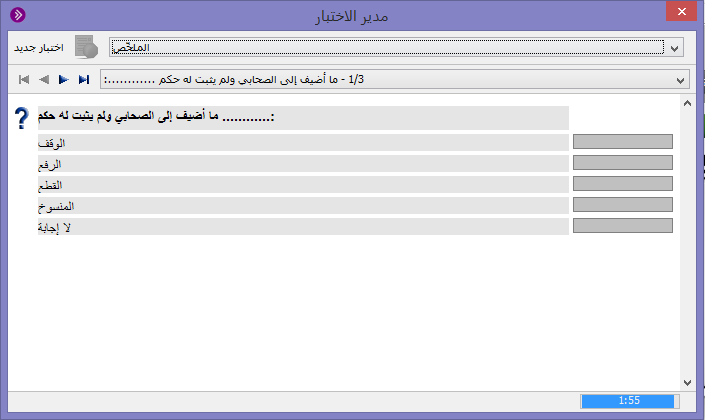 مدير الاختبار
اختبار جديد
الملخّص
1/3 - ما أضيف إلى الصحابي ولم يثبت له حكم ............:
ما أضيف إلى الصحابي ولم يثبت له حكم ............:
الوقف
الرفع
القطع
المنسوخ
لا إجابة
1:55